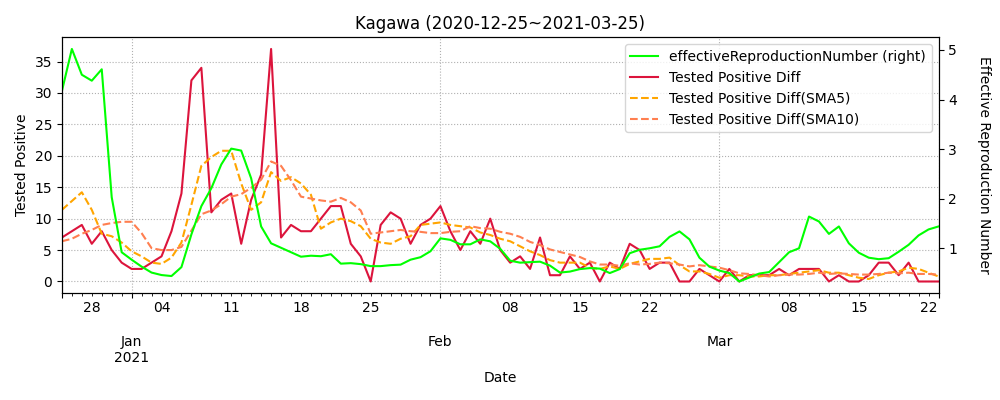 Kagawa (2020-12-25~2021-03-25)
effectiveReproductionNumber (right)
Tested Positive Diff
Tested Positive Diff(SMA5)
Tested Positive Diff(SMA10)
Tested Positive
35
30
25
20
15
10
5
0
5
4
3
2
1
Effective Reproduction Number
28 04 11 18 25 08 15 22 08 15 22
Jan Feb Mar
2021
Date